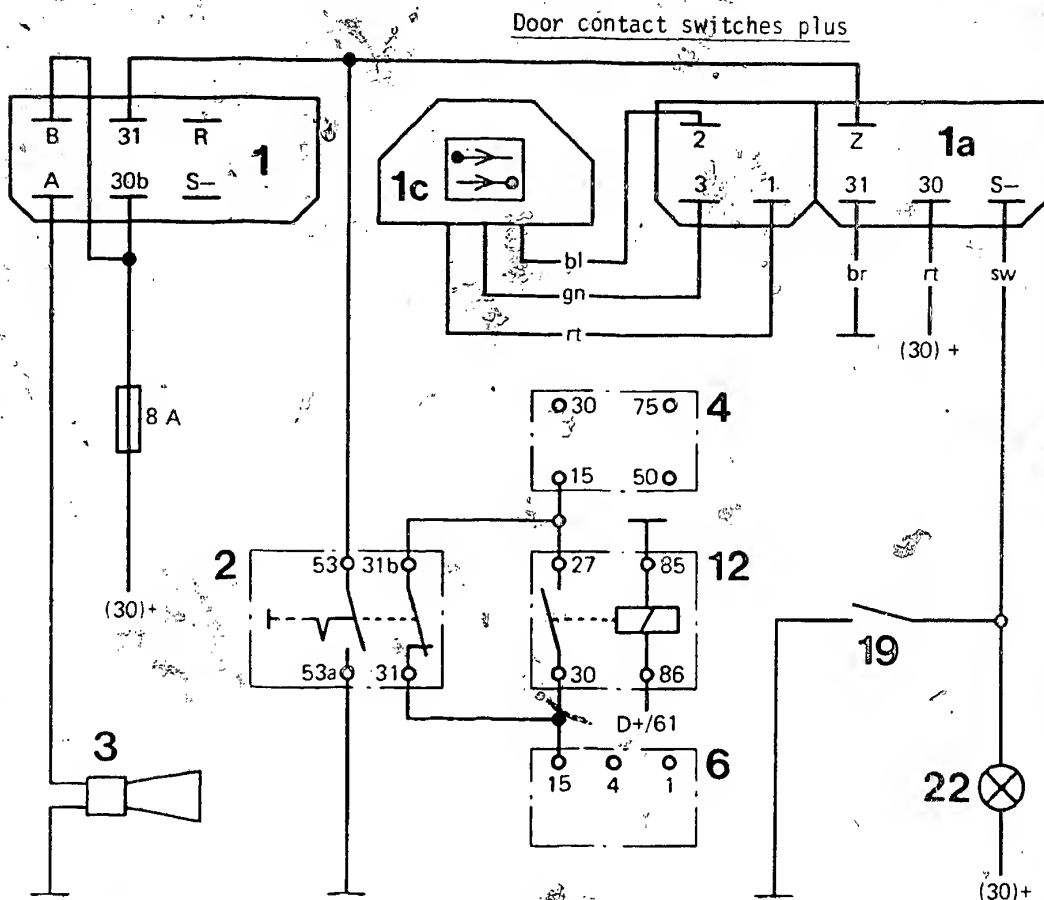 Door contact switches plus
B 31 R
1
A 30b S-
1c
2
3 1
Z
1a
31 30 S-
bl
gn
rt
br rt sw
(30) +
8 A
30 75
4
15 50
2
53 31b
27 85
12
(30)+
53a 31
30 86
19
D+/61
3
6
15 4 1
22
(30)+